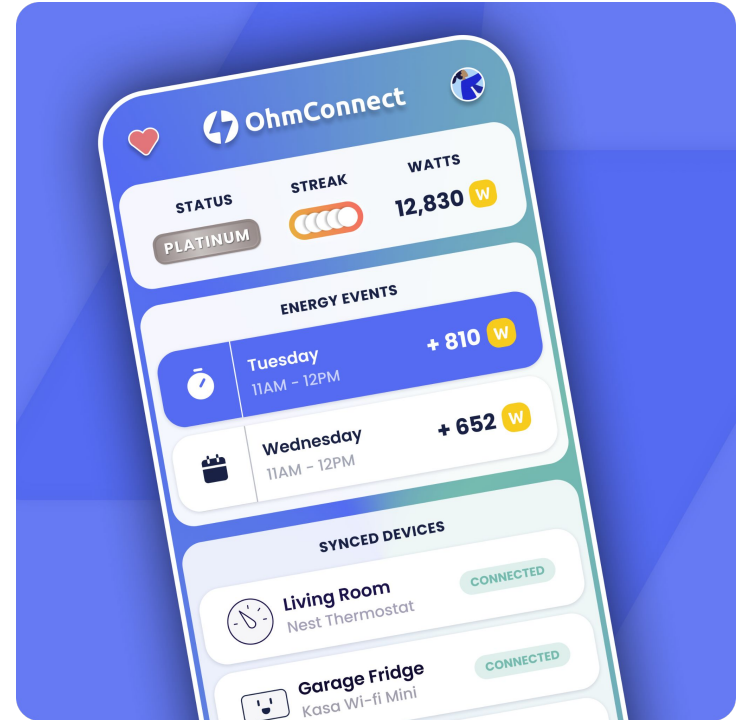 OhmConnect
STATUS
STREAK
WATTS
PLATINUM
12,830 W
ENERGY EVENTS
Tuesday
11AM - 12PM
+ 810 W
Wednesday
11AM - 12PM
+ 652 W
SYNCED DEVICES
Living Room
Nest Thermostat
CONNECTED
Garage Fridge
Kasa Wi-fi Mini
CONNECTED